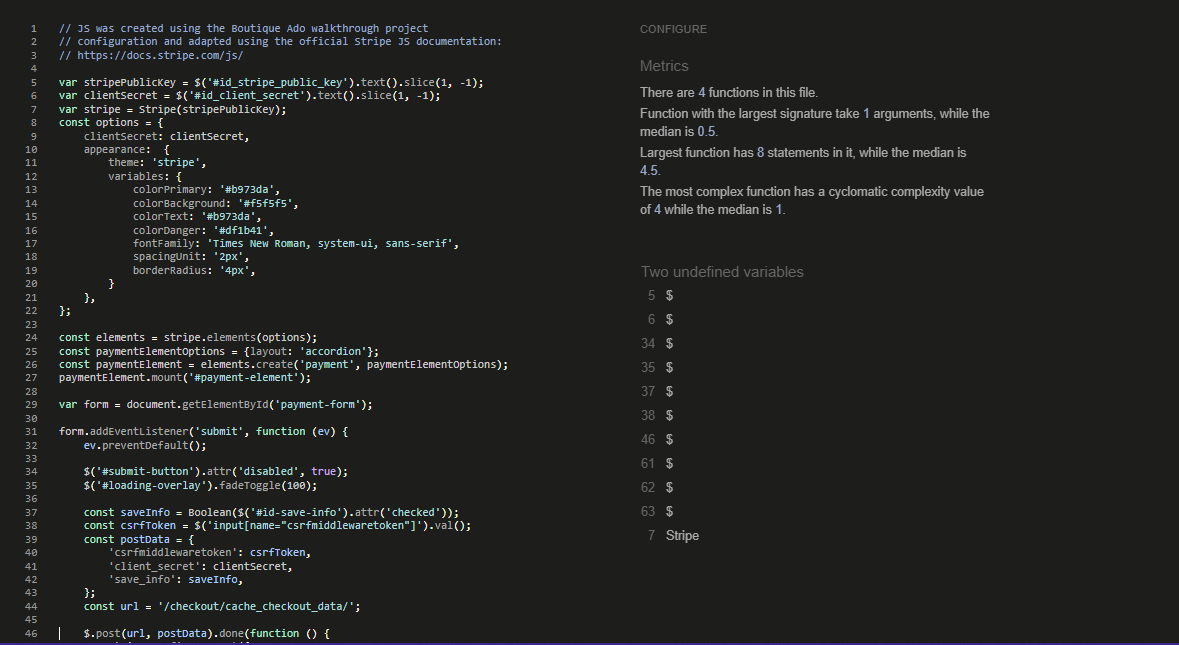 1 // JS was created using the Boutique Ado walkthrough project
2 // configuration and adapted using the official Stripe JS documentation:
3 // https://docs.stripe.com/js/
4
5 var stripePublicKey = $('#id_stripe_public_key').text().slice(1, -1);
6 var clientSecret = $('#id_client_secret').text().slice(1, -1);
7 var stripe = Stripe(stripePublicKey);
8 const options = {
9     clientSecret: clientSecret,
10     appearance:  {
11         theme: 'stripe',
12         variables: {
13             colorPrimary: '#b973da',
14             colorBackground: '#f5f5f5',
15             colorText: '#b973da',
16             colorDanger: '#df1b41',
17             fontFamily: 'Times New Roman, system-ui, sans-serif',
18             spacingUnit: '2px',
19             borderRadius: '4px',
20         }
21     },
22 };
23
24 const elements = stripe.elements(options);
25 const paymentElementOptions = {layout: 'accordion'};
26 const paymentElement = elements.create('payment', paymentElementOptions);
27 paymentElement.mount('#payment-element');
28
29 var form = document.getElementById('payment-form');
30
31 form.addEventListener('submit', function (ev) {
32     ev.preventDefault();
33
34     $('#submit-button').attr('disabled', true);
35     $('#loading-overlay').fadeToggle(100);
36
37     const saveInfo = Boolean($('#id-save-info').attr('checked'));
38     const csrfToken = $('input[name="csrfmiddlewaretoken"]').val();
39     const postData = {
40         'csrfmiddlewaretoken': csrfToken,
41         'client_secret': clientSecret,
42         'save_info': saveInfo,
43     };
44     const url = '/checkout/cache_checkout_data/';
45
46     $.post(url, postData).done(function () {
CONFIGURE
Metrics
There are 4 functions in this file.
Function with the largest signature take 1 arguments, while the
median is 0.5.
Largest function has 8 statements in it, while the median is
4.5.
The most complex function has a cyclomatic complexity value
of 4 while the median is 1.
Two undefined variables
5 $
6 $
34 $
35 $
37 $
38 $
46 $
61 $
62 $
63 $
7 Stripe